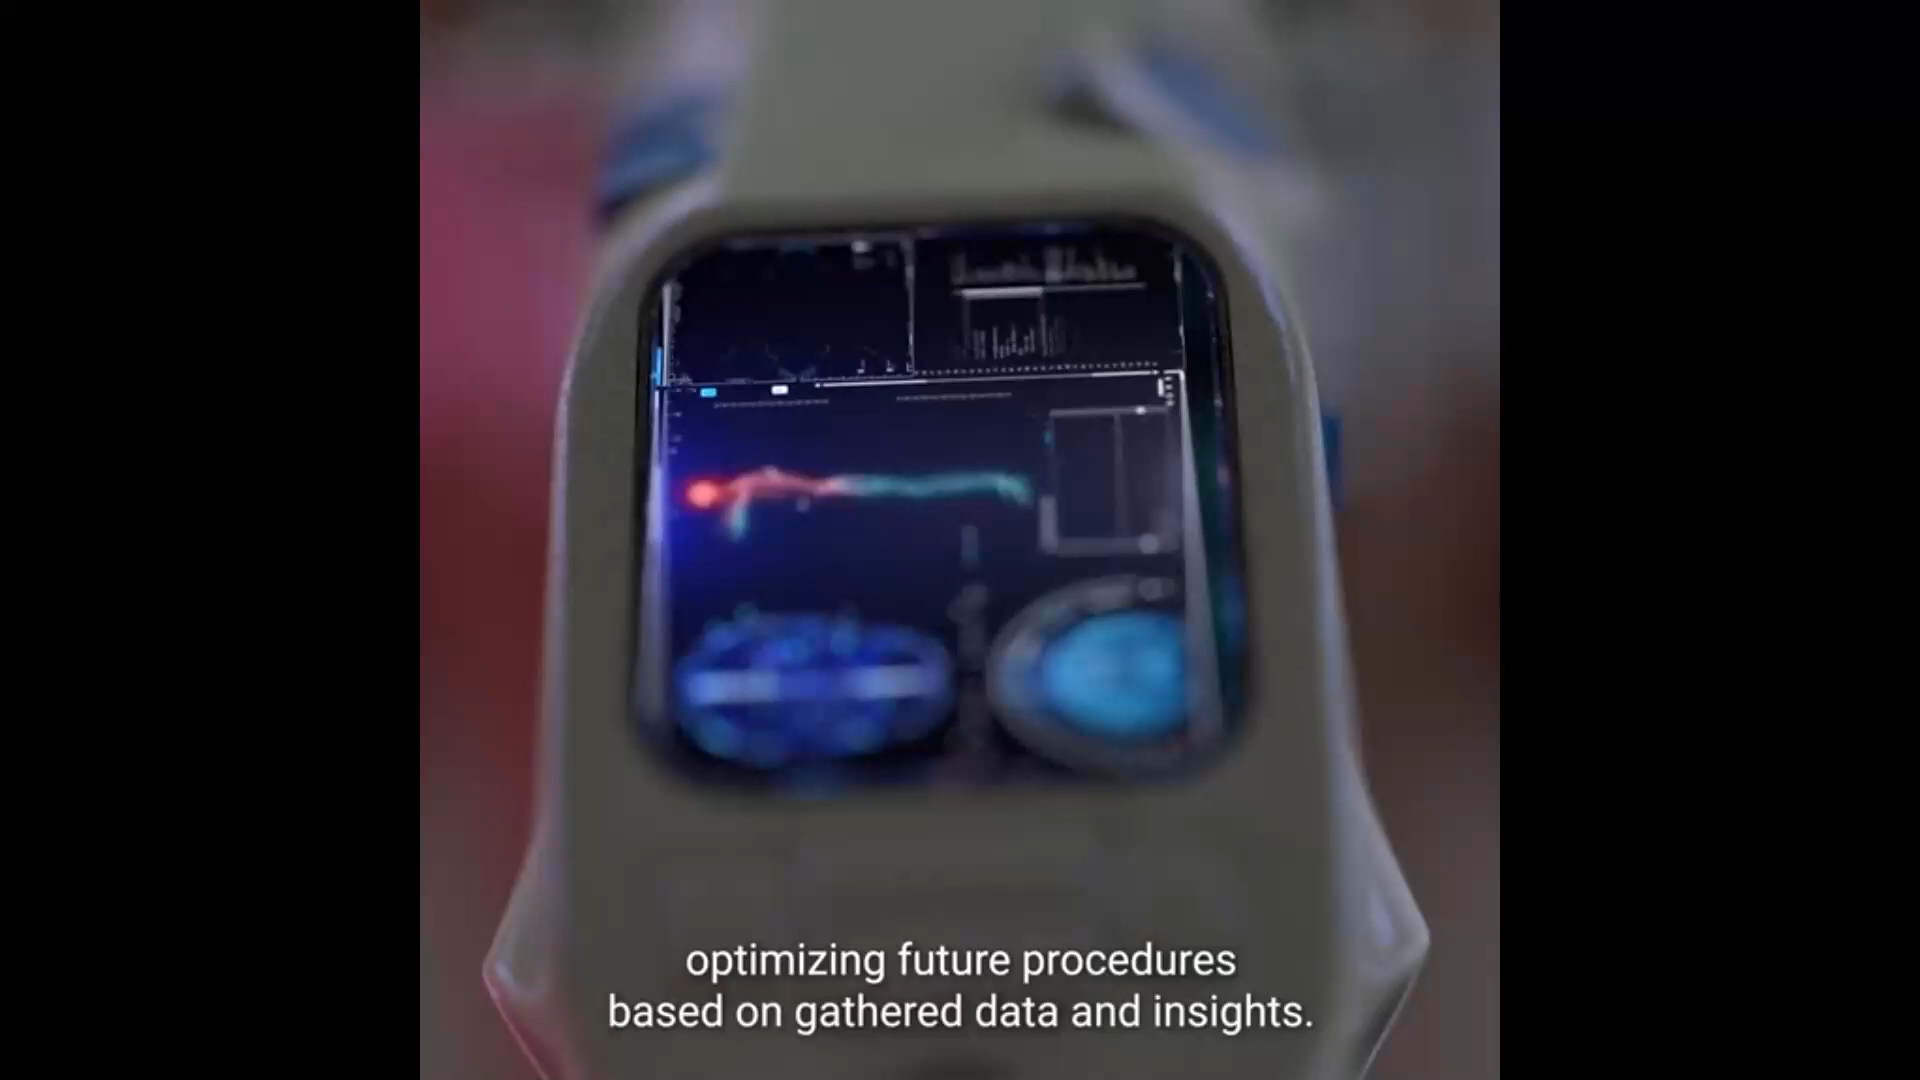 optimizing future procedures
based on gathered data and insights.